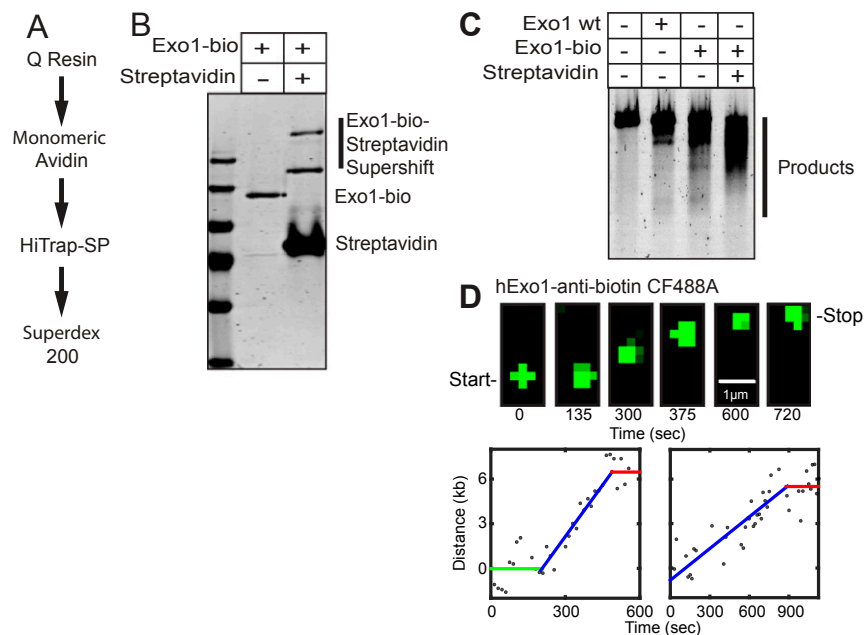 A
Q Resin
Monomeric
Avidin
HiTrap-SP
Superdex
200
B
Exo1-bio + +
Streptavidin - +
Exo1-bio-
Streptavidin
Supershift
Exo1-bio
Streptavidin
C
Exo1 wt - + - -
Exo1-bio - - + +
Streptavidin - - - +
Products
D
hExo1-anti-biotin CF488A
-Stop
Start-
1µm
0 135 300 375 600 720
Time (sec)
Distance (kb)
6
3
0
0 300 600
0 300 600 900
Time (sec)